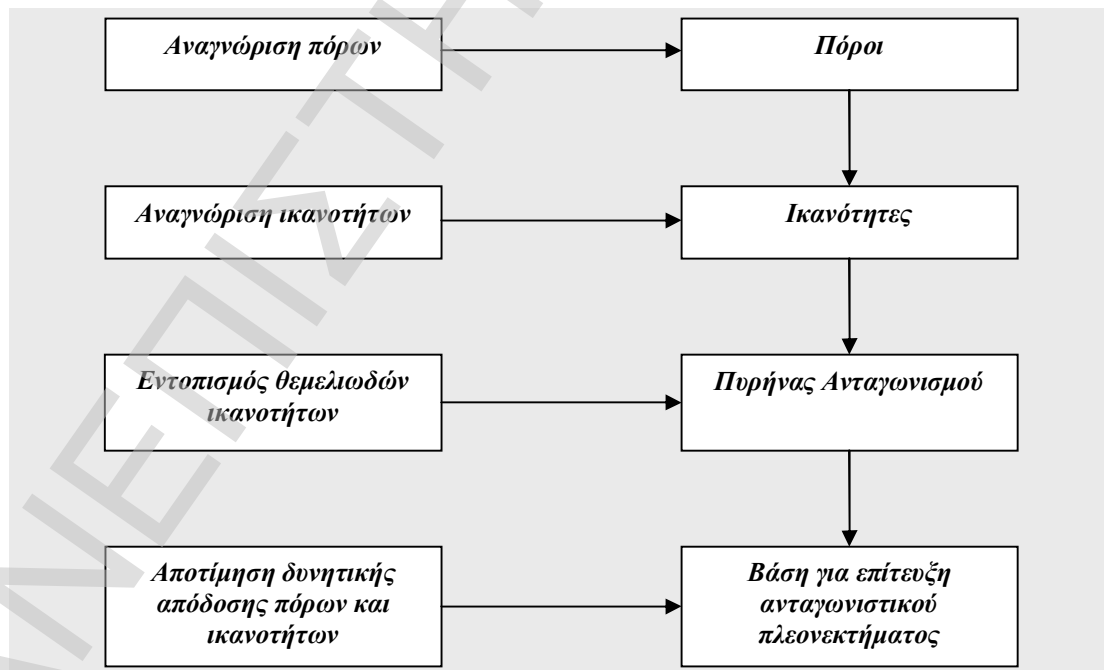 Αναγνώριση πόρων
Πόροι
Αναγνώριση ικανοτήτων
Ικανότητες
Εντοπισμός θεμελιωδών
ικανοτήτων
Πυρήνας Ανταγωνισμού
Αποτίμηση δυνητικής
απόδοσης πόρων και
ικανοτήτων
Βάση για επίτευξη
ανταγωνιστικού
πλεονεκτήματος